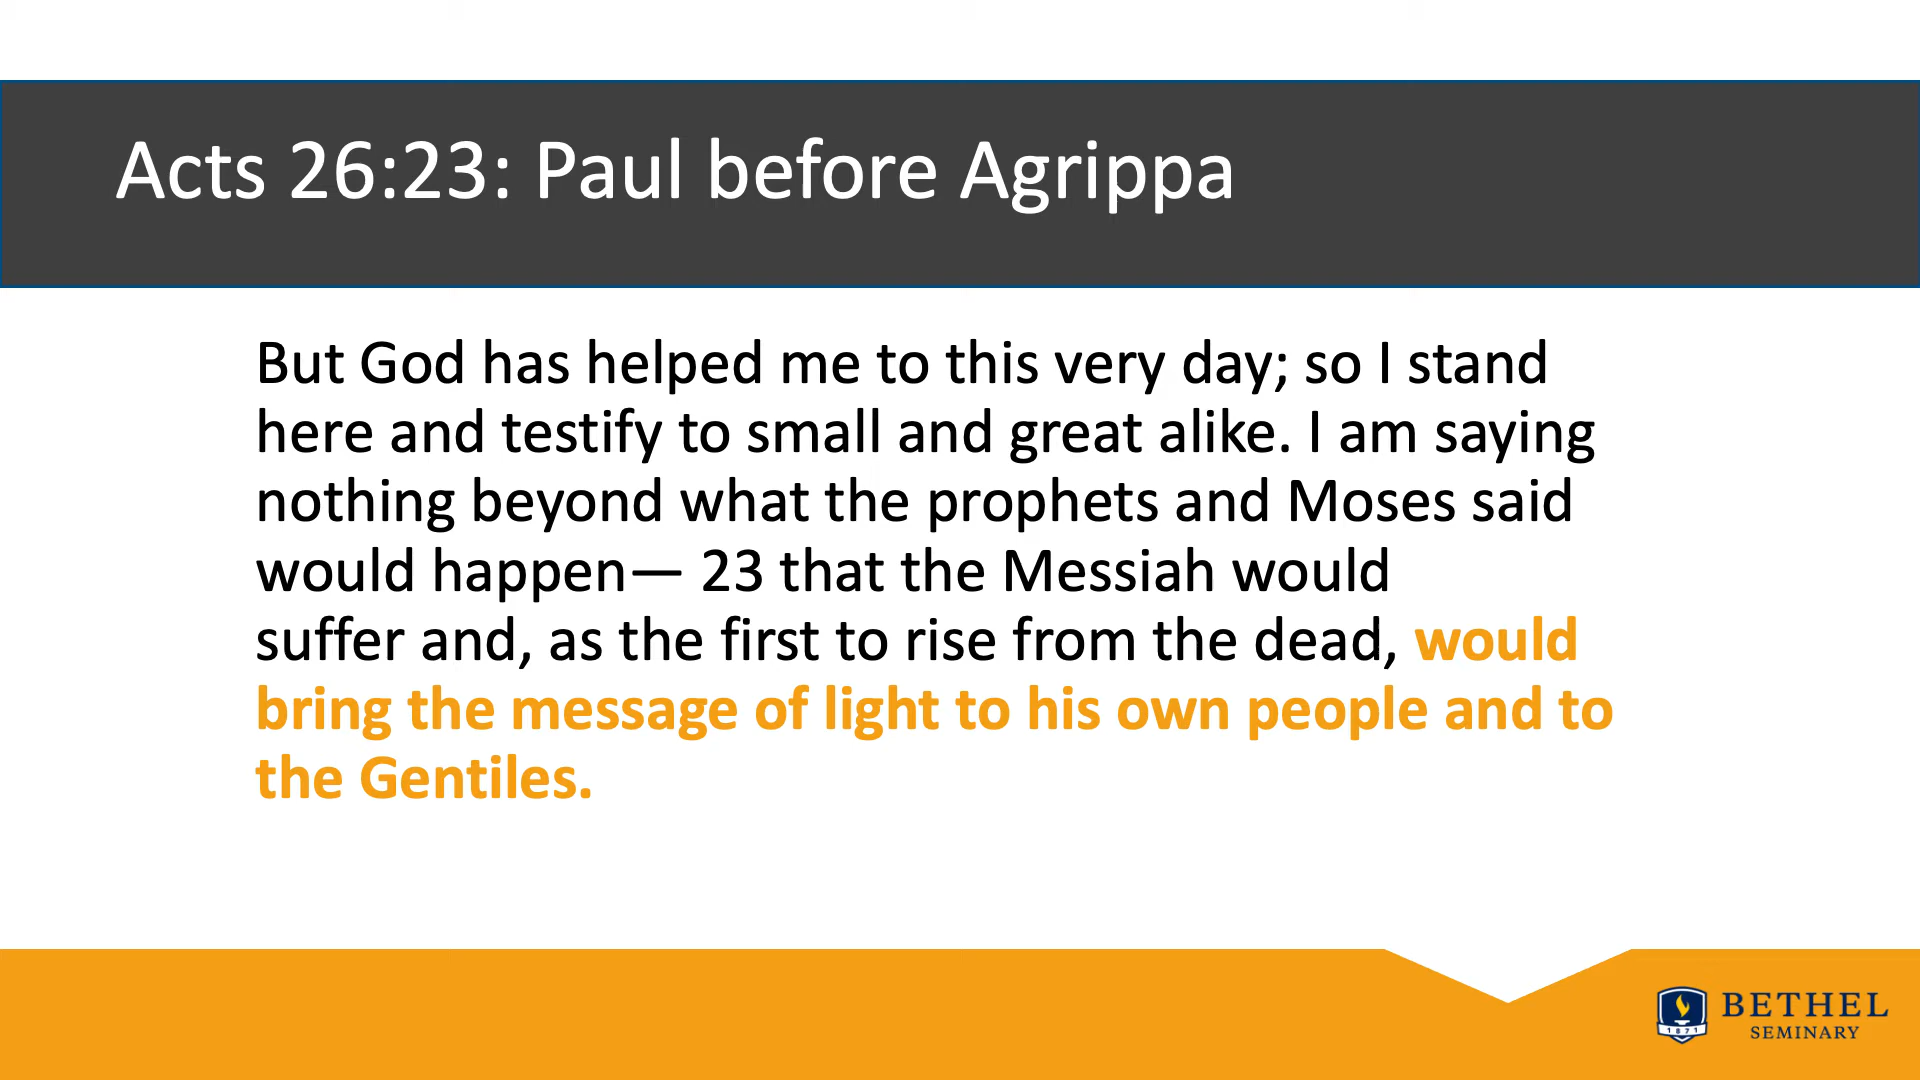 Acts 26:23: Paul before Agrippa
But God has helped me to this very day; so I stand
here and testify to small and great alike. I am saying
nothing beyond what the prophets and Moses said
would happen— 23 that the Messiah would
suffer and, as the first to rise from the dead, would
bring the message of light to his own people and to
the Gentiles.
1871
BETHEL
SEMINARY